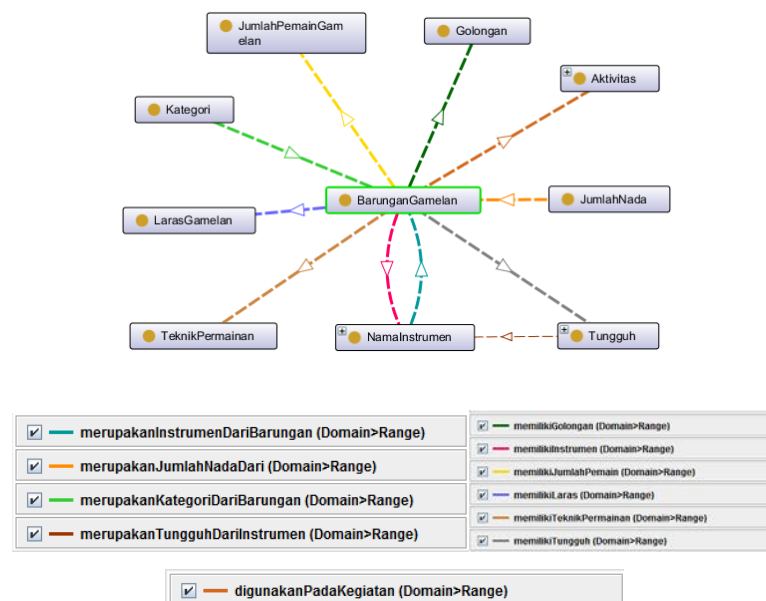 JumlahPemainGam
elan
Golongan
Aktivitas
Kategori
BarunganGamelan
JumlahNada
LarasGamelan
TeknikPermainan
NamaInstrumen
Tungguh
merupakanInstrumenDariBarungan (Domain>Range)
merupakanJumlahNadaDari (Domain>Range)
merupakanKategoriDariBarungan (Domain>Range)
merupakanTungguhDariInstrumen (Domain>Range)
memilikiGolongan (Domain>Range)
memilikiInstrumen (Domain>Range)
memilikiJumlahPemain (Domain>Range)
memilikiLaras (Domain>Range)
memilikiTeknikPermainan (Domain>Range)
memilikiTungguh (Domain>Range)
digunakanPadaKegiatan (Domain>Range)